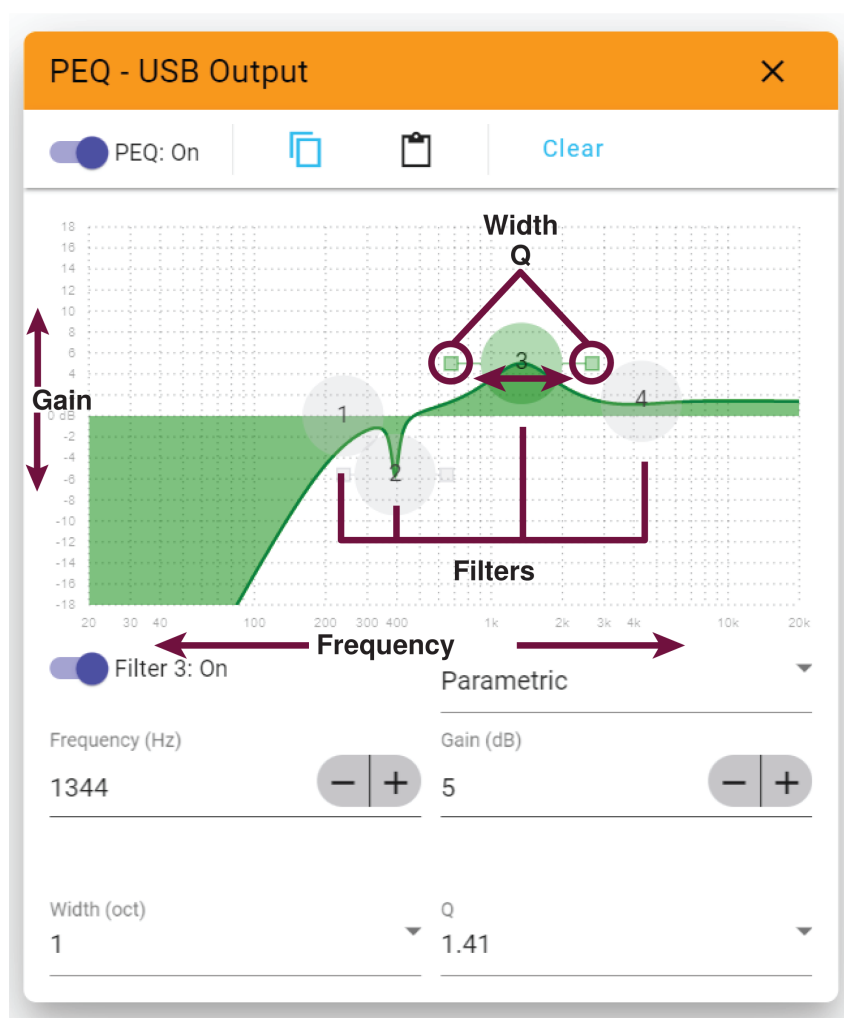 PEQ - USB Output
PEQ: On
Clear
Width
Q
18
16
14
12
10
8
6
4
Gain
0 dB
-2
-4
-6
-8
-10
-12
-14
-16
-18
1
2
3
4
Filters
20 30 40 100 200 300 400 1k 2k 3k 4k 10k 20k
Frequency
Filter 3: On
Parametric
Frequency (Hz) Gain (dB)
1344 − + 5 − +
Width (oct) Q
1 1.41